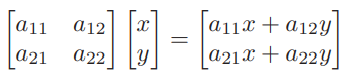 [a₁₁ a₁₂] [x] = [a₁₁x + a₁₂y]
[a₂₁ a₂₂] [y] [a₂₁x + a₂₂y]